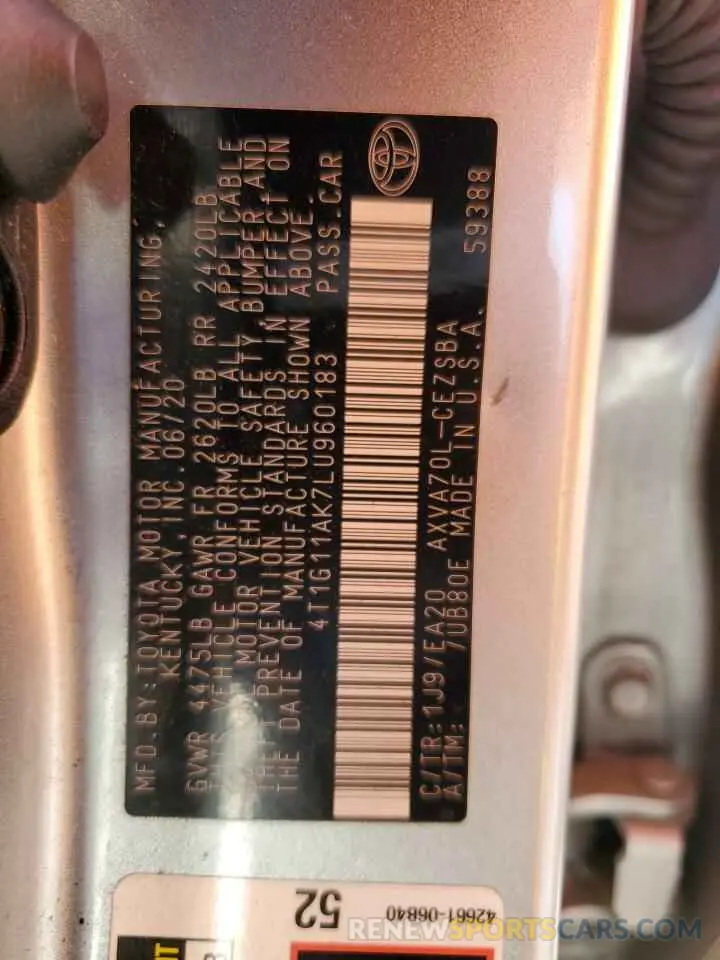 MFD.BY:TOYOTA MOTOR MANUFACTURING,
KENTUCKY,INC.06/20
GVWR 4475LB GAWR FR 2620LB RR 2420LB
THIS VEHICLE CONFORMS TO ALL APPLICABLE
MOTOR VEHICLE SAFETY BUMPER,AND
THEFT PREVENTION STANDARDS IN EFFECT ON
THE DATE OF MANUFACTURE SHOWN ABOVE.
4T1G11AK7LU960183 PASS.CAR
C/TR:1J9/EA20 AXVA70L-CEZSBA
A/TM: 7UB80E MADE IN U.S.A. 59388
52
42661-06B40
RENEWSPORTSCARS.COM